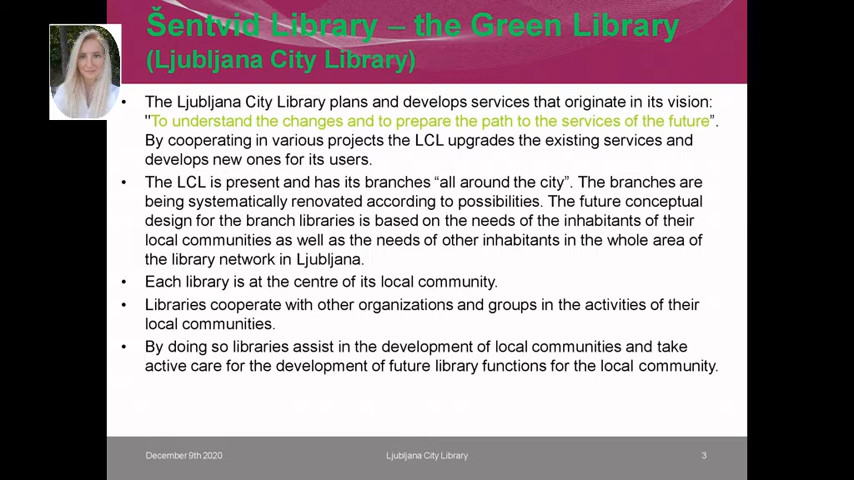 Šentvid Library – the Green Library
(Ljubljana City Library)
• The Ljubljana City Library plans and develops services that originate in its vision:
"To understand the changes and to prepare the path to the services of the future”.
By cooperating in various projects the LCL upgrades the existing services and
develops new ones for its users.
• The LCL is present and has its branches “all around the city”. The branches are
being systematically renovated according to possibilities. The future conceptual
design for the branch libraries is based on the needs of the inhabitants of their
local communities as well as the needs of other inhabitants in the whole area of
the library network in Ljubljana.
• Each library is at the centre of its local community.
• Libraries cooperate with other organizations and groups in the activities of their
local communities.
• By doing so libraries assist in the development of local communities and take
active care for the development of future library functions for the local community.
December 9th 2020
Ljubljana City Library
3